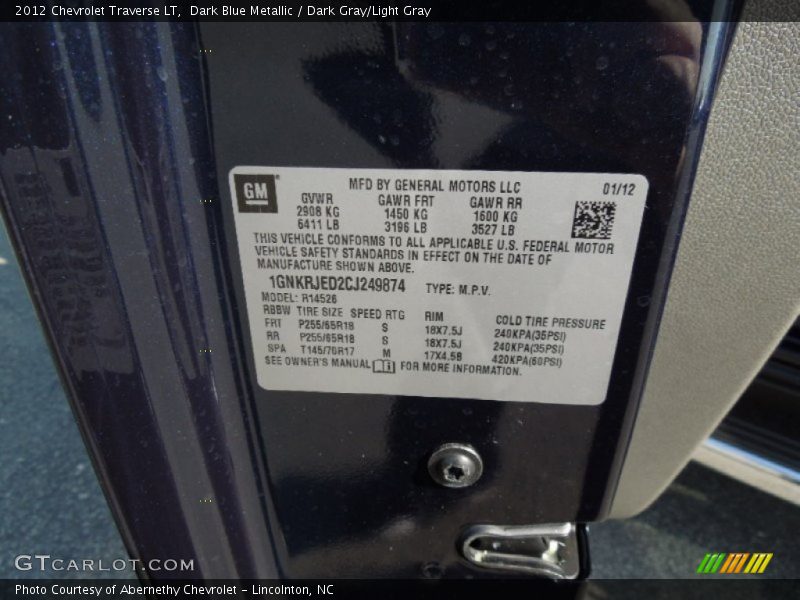 2012 Chevrolet Traverse LT, Dark Blue Metallic / Dark Gray/Light Gray
GM
MFD BY GENERAL MOTORS LLC 01/12
GVWR GAWR FRT GAWR RR
2908 KG 1450 KG 1600 KG
6411 LB 3196 LB 3527 LB
THIS VEHICLE CONFORMS TO ALL APPLICABLE U.S. FEDERAL MOTOR
VEHICLE SAFETY STANDARDS IN EFFECT ON THE DATE OF
MANUFACTURE SHOWN ABOVE.
1GNKRJED2CJ249874 TYPE: M.P.V.
MODEL: R14526
RBBW TIRE SIZE SPEED RTG RIM COLD TIRE PRESSURE
FRT P255/65R18 S 18X7.5J 240KPA(35PSI)
RR P255/65R18 S 18X7.5J 240KPA(35PSI)
SPA T145/70R17 M 17X4.5B 420KPA(60PSI)
SEE OWNER'S MANUAL FOR MORE INFORMATION.
GTCARLOT.COM
Photo Courtesy of Abernethy Chevrolet - Lincolnton, NC